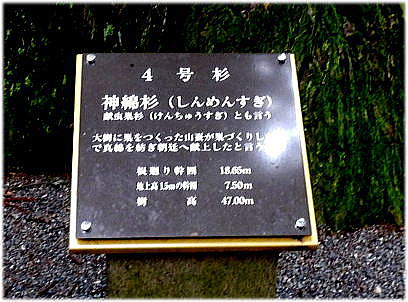 4号杉
神綿杉（しんめんすぎ）
献虫巣杉（けんちゅうすぎ）とも言う
大樹に巣をつくった山蚕が巣づくりし
で真綿を紡ぎ朝廷へ献上したと言う
根廻り幹囲 18.65m
地上高1.5mの幹囲 7.50m
樹高 47.00m